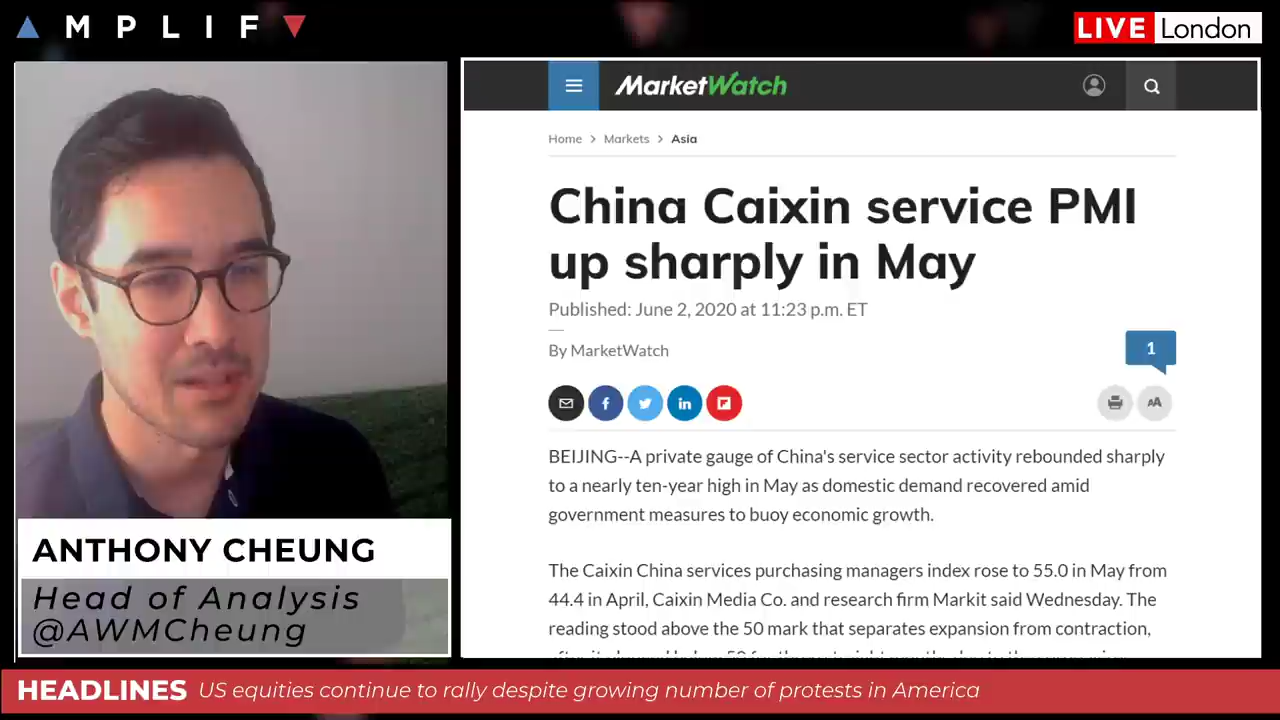 AMPLIFY
LIVE London
MarketWatch
Home > Markets > Asia
China Caixin service PMI
up sharply in May
Published: June 2, 2020 at 11:23 p.m. ET
By MarketWatch
1
AA
BEIJING--A private gauge of China's service sector activity rebounded sharply
to a nearly ten-year high in May as domestic demand recovered amid
government measures to buoy economic growth.
The Caixin China services purchasing managers index rose to 55.0 in May from
44.4 in April, Caixin Media Co. and research firm Markit said Wednesday. The
reading stood above the 50 mark that separates expansion from contraction,
ANTHONY CHEUNG
Head of Analysis
@AWMCheung
HEADLINES US equities continue to rally despite growing number of protests in America